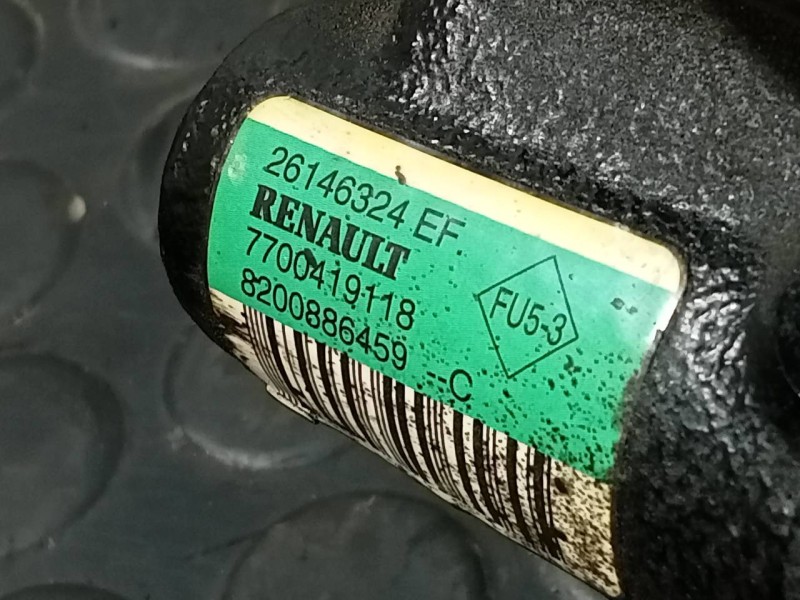 26146324 EF
RENAULT
7700419118
8200886459 --C
FU5-3